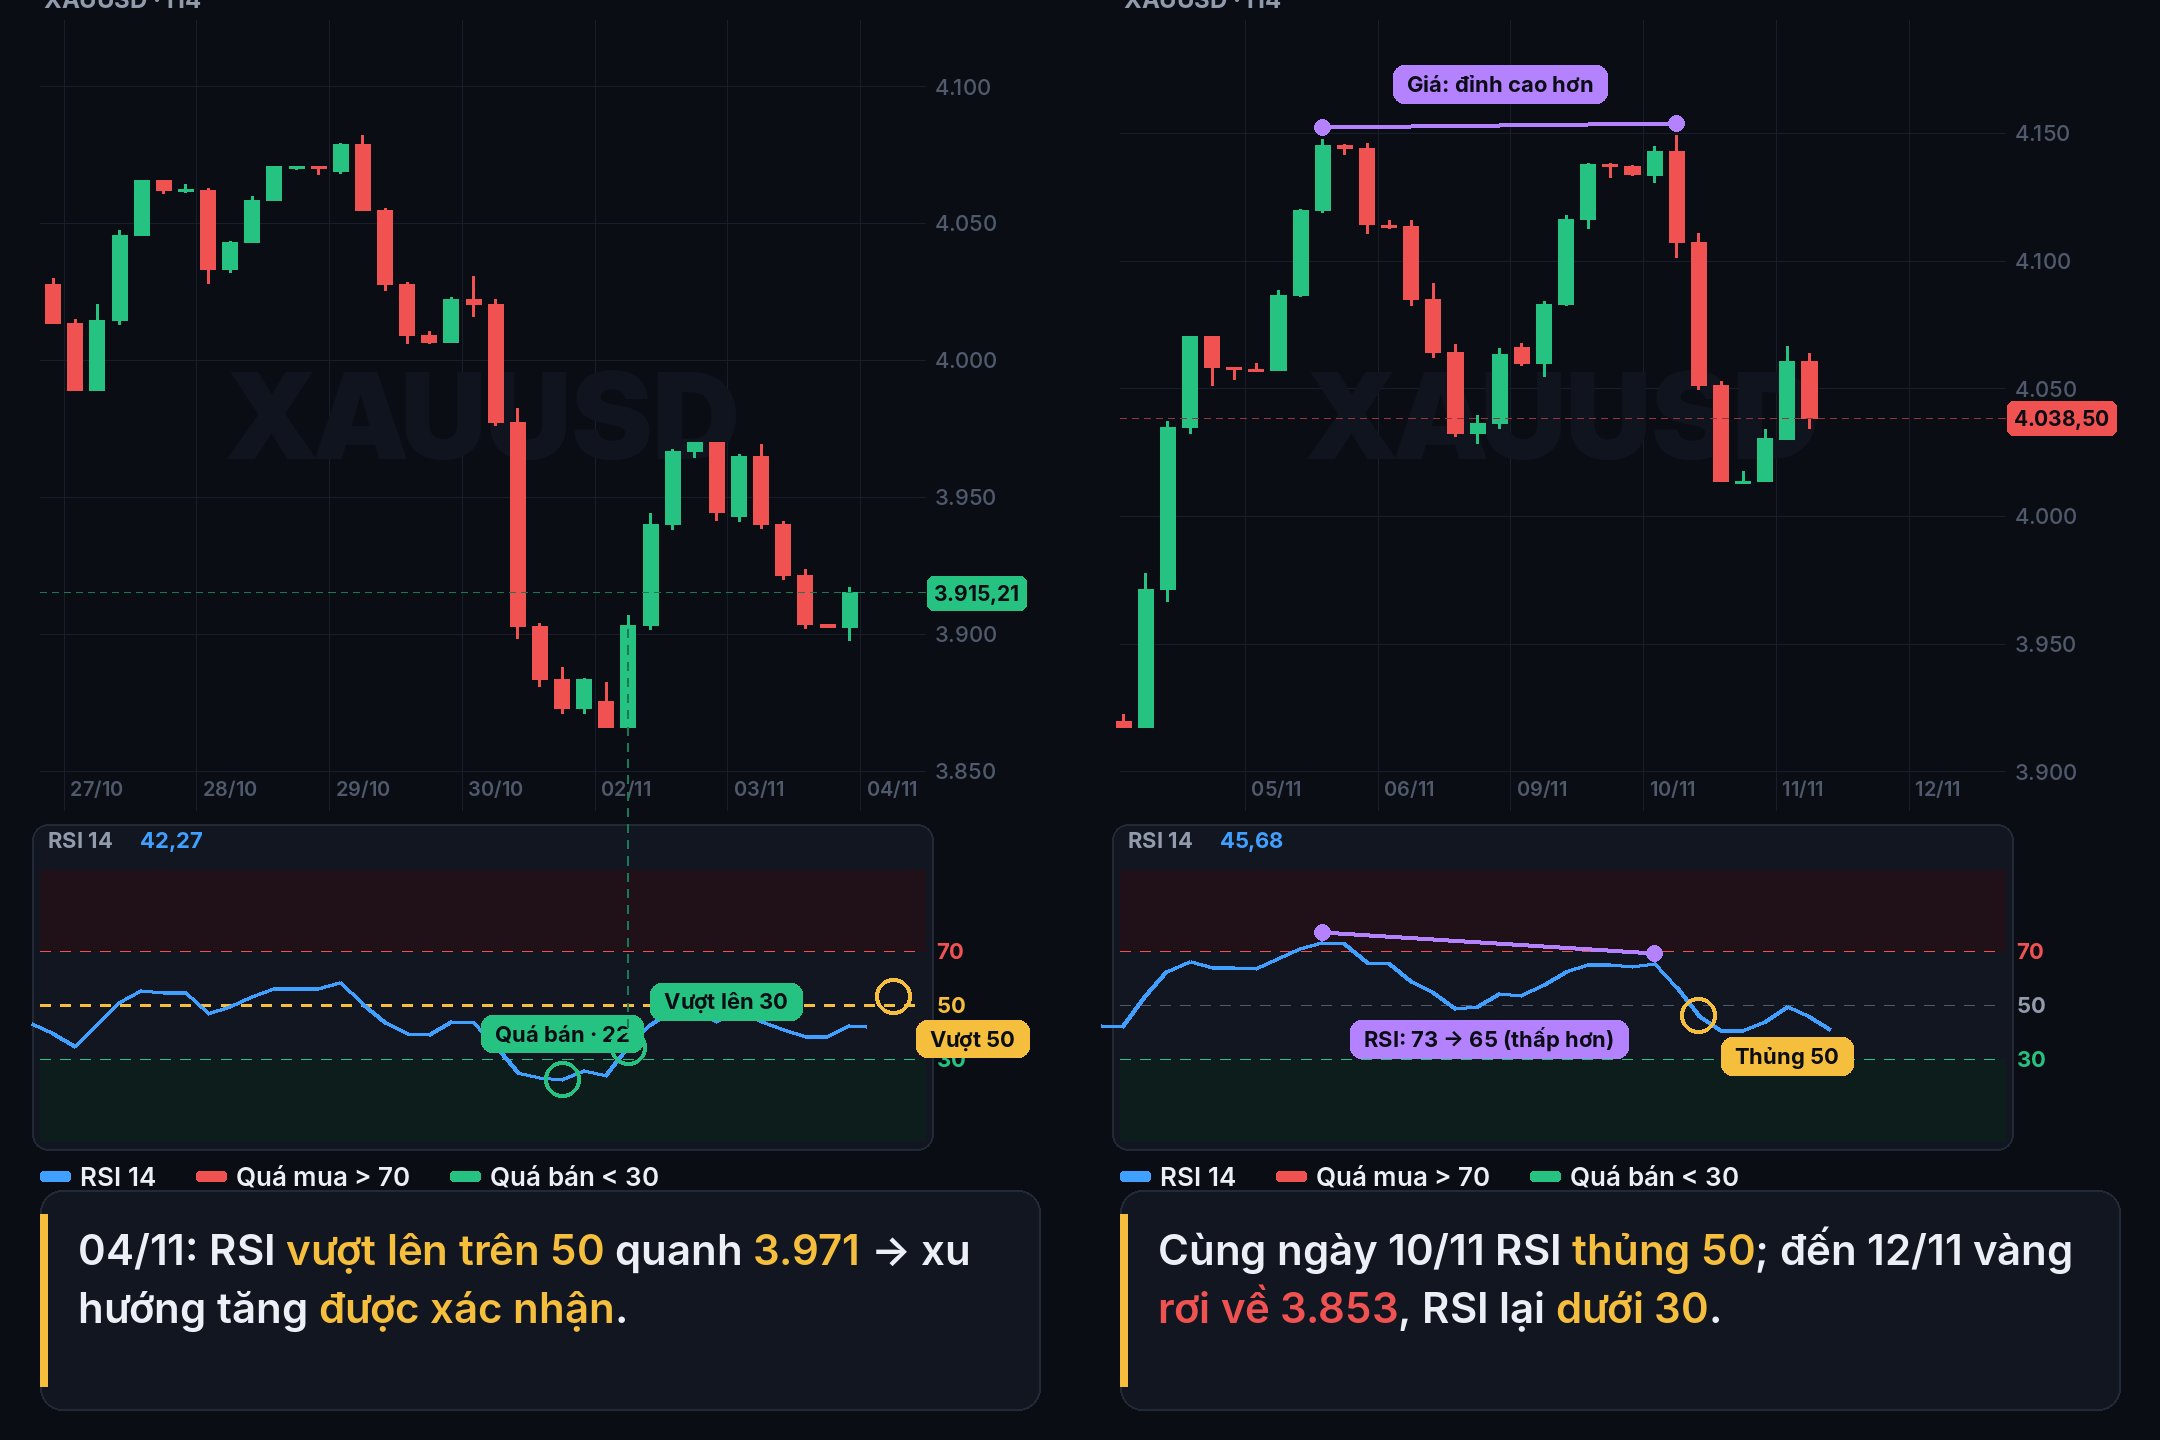 XAUUSD · H4
4.100
4.050
4.000
3.950
3.915,21
3.900
3.850
XAUUSD
27/10 28/10 29/10 30/10 02/11 03/11 04/11
RSI 14 42,27
70
50
30
Vượt lên 30
Quá bán · 22
Vượt 50
RSI 14 Quá mua > 70 Quá bán < 30
04/11: RSI vượt lên trên 50 quanh 3.971 → xu
hướng tăng được xác nhận.
XAUUSD · H4
Giá: đỉnh cao hơn
4.150
4.100
4.050
4.038,50
4.000
3.950
3.900
XAUUSD
05/11 06/11 09/11 10/11 11/11 12/11
RSI 14 45,68
70
50
30
RSI: 73 → 65 (thấp hơn)
Thủng 50
RSI 14 Quá mua > 70 Quá bán < 30
Cùng ngày 10/11 RSI thủng 50; đến 12/11 vàng
rơi về 3.853, RSI lại dưới 30.